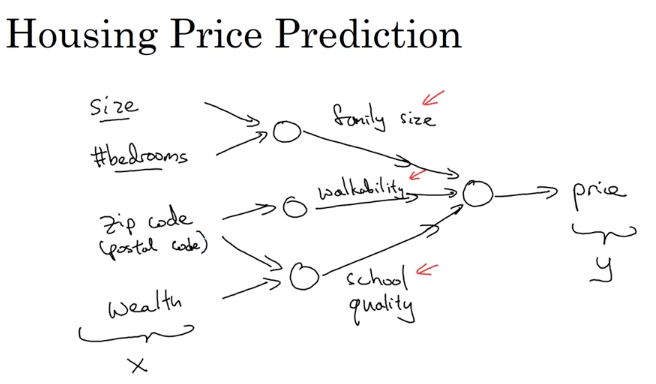 Housing Price Prediction
size
#bedrooms
zip code
(postal code)
wealth
X
family size
walkability
school
quality
price
y